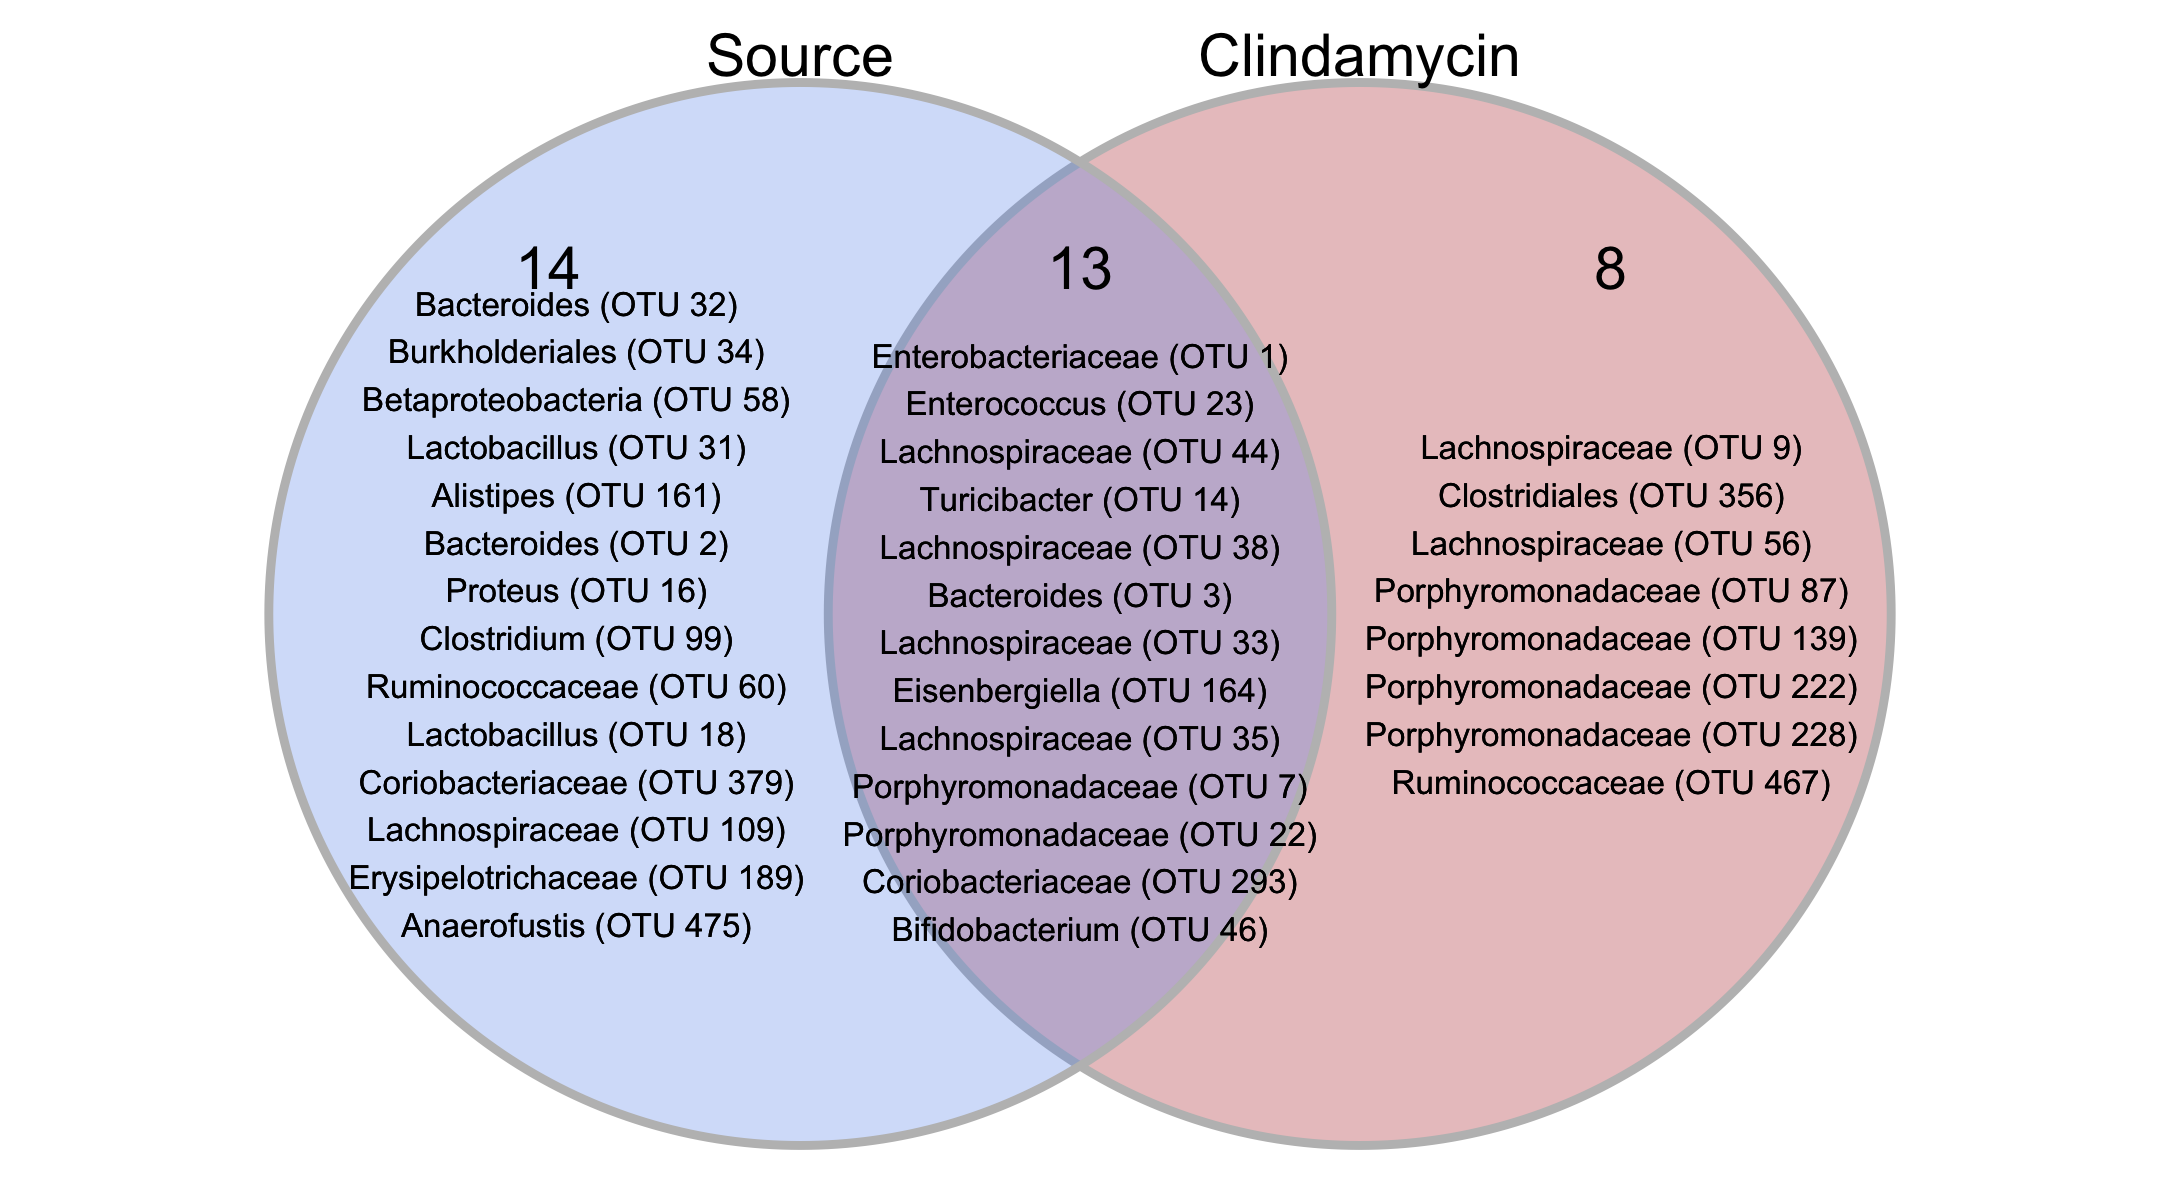 Source
Clindamycin
14
13
8
Bacteroides (OTU 32)
Burkholderiales (OTU 34)
Betaproteobacteria (OTU 58)
Lactobacillus (OTU 31)
Alistipes (OTU 161)
Bacteroides (OTU 2)
Proteus (OTU 16)
Clostridium (OTU 99)
Ruminococcaceae (OTU 60)
Lactobacillus (OTU 18)
Coriobacteriaceae (OTU 379)
Lachnospiraceae (OTU 109)
Erysipelotrichaceae (OTU 189)
Anaerofustis (OTU 475)
Enterobacteriaceae (OTU 1)
Enterococcus (OTU 23)
Lachnospiraceae (OTU 44)
Turicibacter (OTU 14)
Lachnospiraceae (OTU 38)
Bacteroides (OTU 3)
Lachnospiraceae (OTU 33)
Eisenbergiella (OTU 164)
Lachnospiraceae (OTU 35)
Porphyromonadaceae (OTU 7)
Porphyromonadaceae (OTU 22)
Coriobacteriaceae (OTU 293)
Bifidobacterium (OTU 46)
Lachnospiraceae (OTU 9)
Clostridiales (OTU 356)
Lachnospiraceae (OTU 56)
Porphyromonadaceae (OTU 87)
Porphyromonadaceae (OTU 139)
Porphyromonadaceae (OTU 222)
Porphyromonadaceae (OTU 228)
Ruminococcaceae (OTU 467)